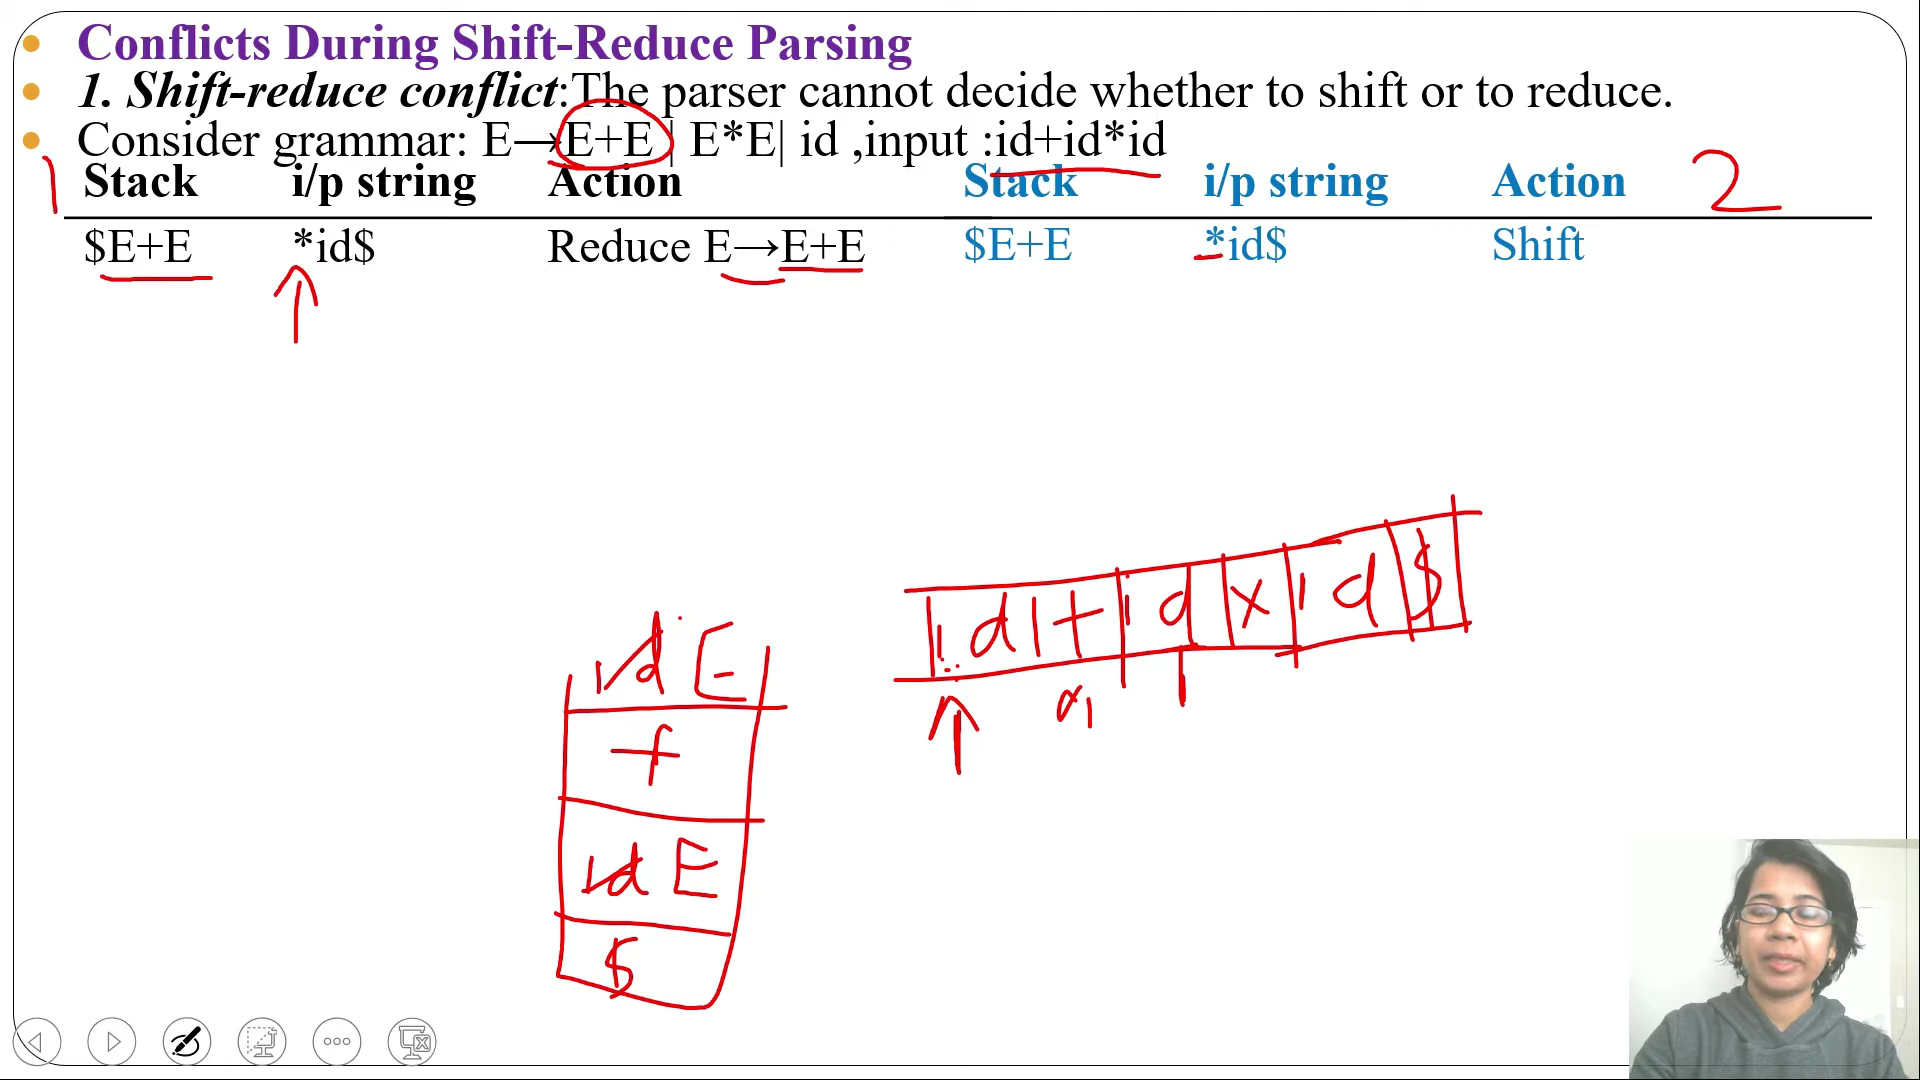 Conflicts During Shift-Reduce Parsing
1. Shift-reduce conflict:The parser cannot decide whether to shift or to reduce.
Consider grammar: E→E+E | E*E| id ,input :id+id*id
1 Stack i/p string Action Stack i/p string Action 2
$E+E *id$ Reduce E→E+E $E+E *id$ Shift
id + id × id $
id E
+
id E
$